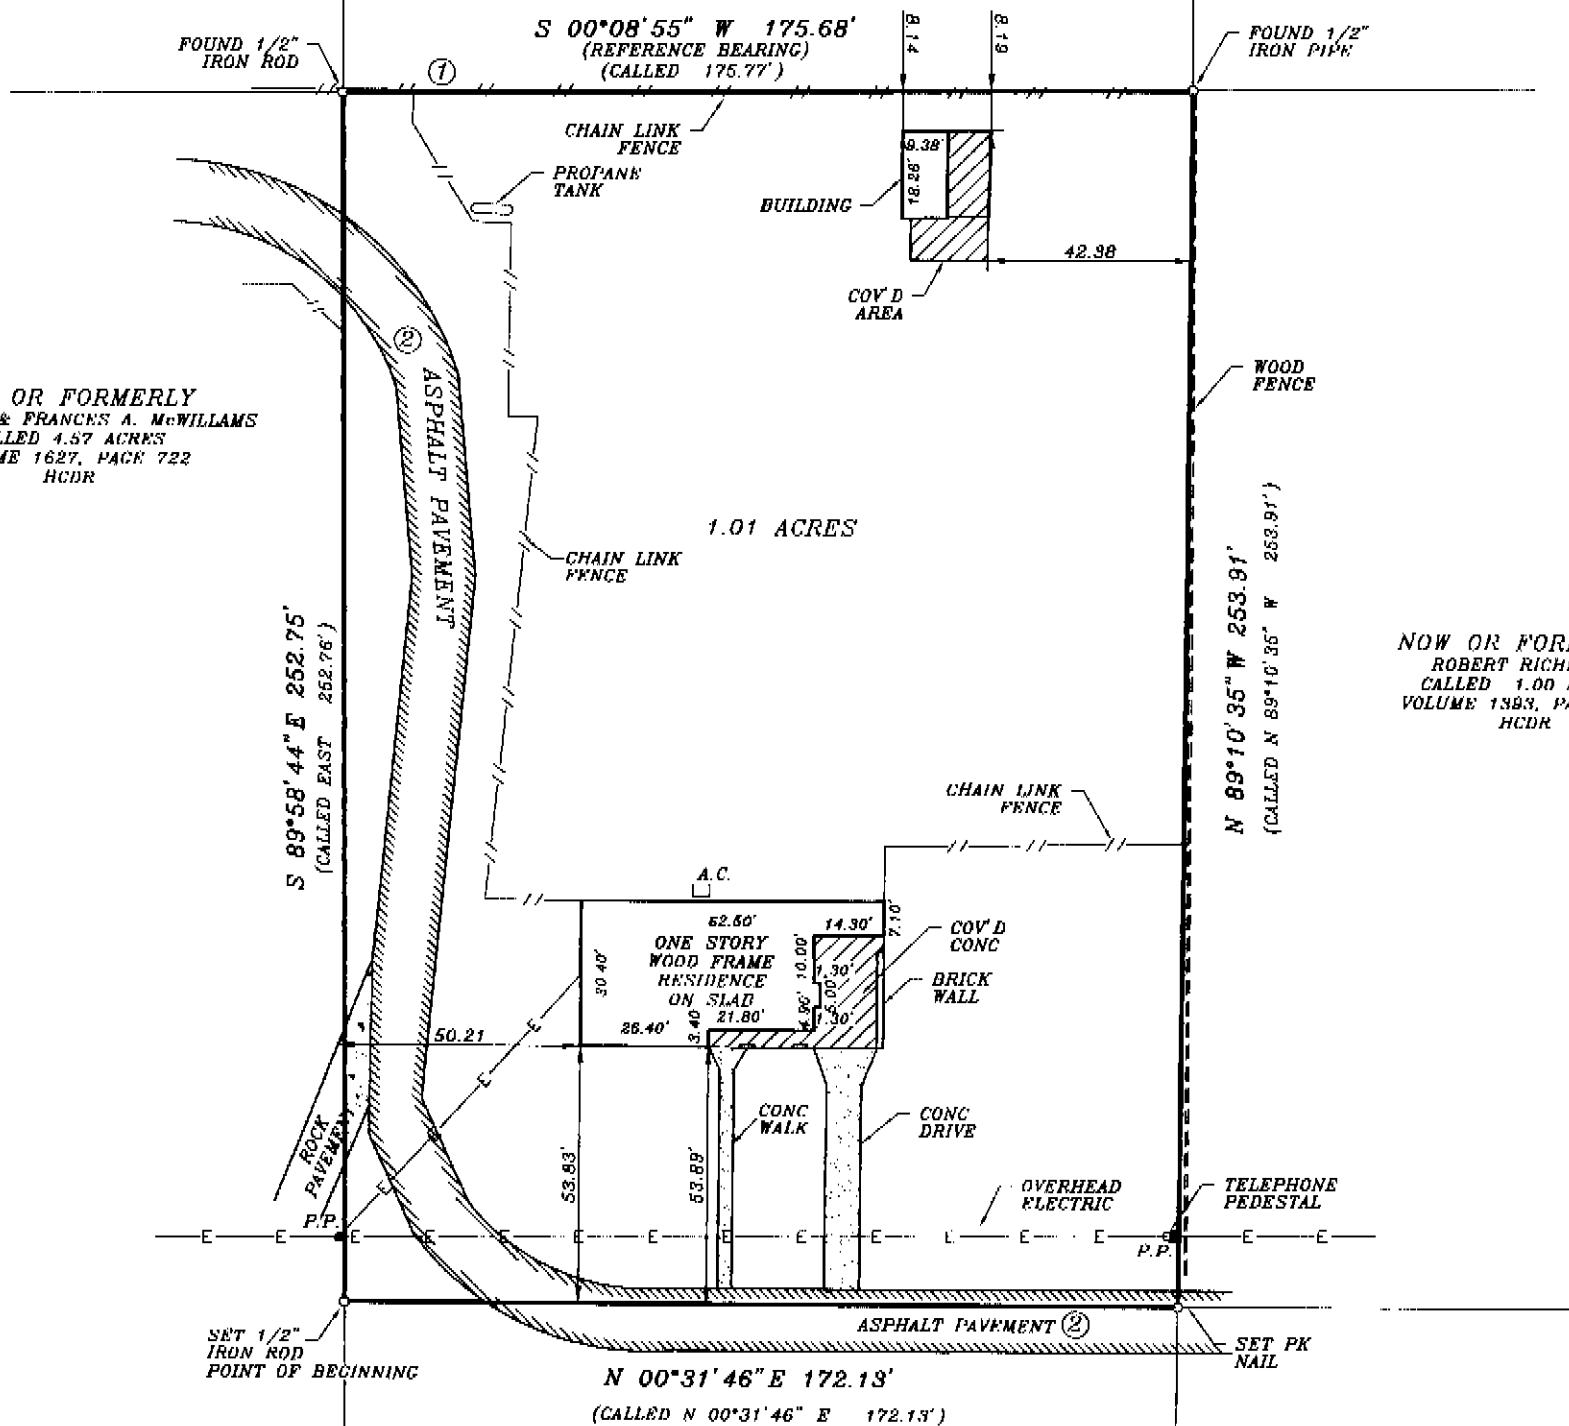 S 00°08'55" W 175.68'
(REFERENCE BEARING)
(CALLED 175.77')
8.14
8.19
FOUND 1/2"
IRON ROD
FOUND 1/2"
IRON PIPE
1
CHAIN LINK
FENCE
PROPANE
TANK
9.38'
18.26'
BUILDING
42.38
COV'D
AREA
2
WOOD
FENCE
OR FORMERLY
& FRANCES A. McWILLAMS
LLED 4.57 ACRES
ME 1627, PAGE 722
HCDR
ASPHALT PAVEMENT
1.01 ACRES
CHAIN LINK
FENCE
S 89°58'44" E 252.75'
(CALLED EAST 252.76')
N 89°10'35" W 253.91'
(CALLED N 89°10'35" W 253.91')
NOW OR FOR
ROBERT RICH
CALLED 1.00
VOLUME 1393, PA
HCDR
CHAIN LINK
FENCE
A.C.
62.50'
14.30'
7.10'
ONE STORY
WOOD FRAME
RESIDENCE
ON SLAB
30.40'
10.00'
1.30'
5.00'
1.30'
4.90'
21.80'
3.40'
26.40'
50.21
COV'D
CONC
BRICK
WALL
E
E
E
ROCK
PAVEMENT
CONC
WALK
CONC
DRIVE
53.83'
53.89'
OVERHEAD
ELECTRIC
TELEPHONE
PEDESTAL
P.P.
P.P.
E E E E E E E E E E E E E E E E
ASPHALT PAVEMENT 2
SET 1/2"
IRON ROD
POINT OF BEGINNING
SET PK
NAIL
N 00°31'46" E 172.13'
(CALLED N 00°31'46" E 172.13')